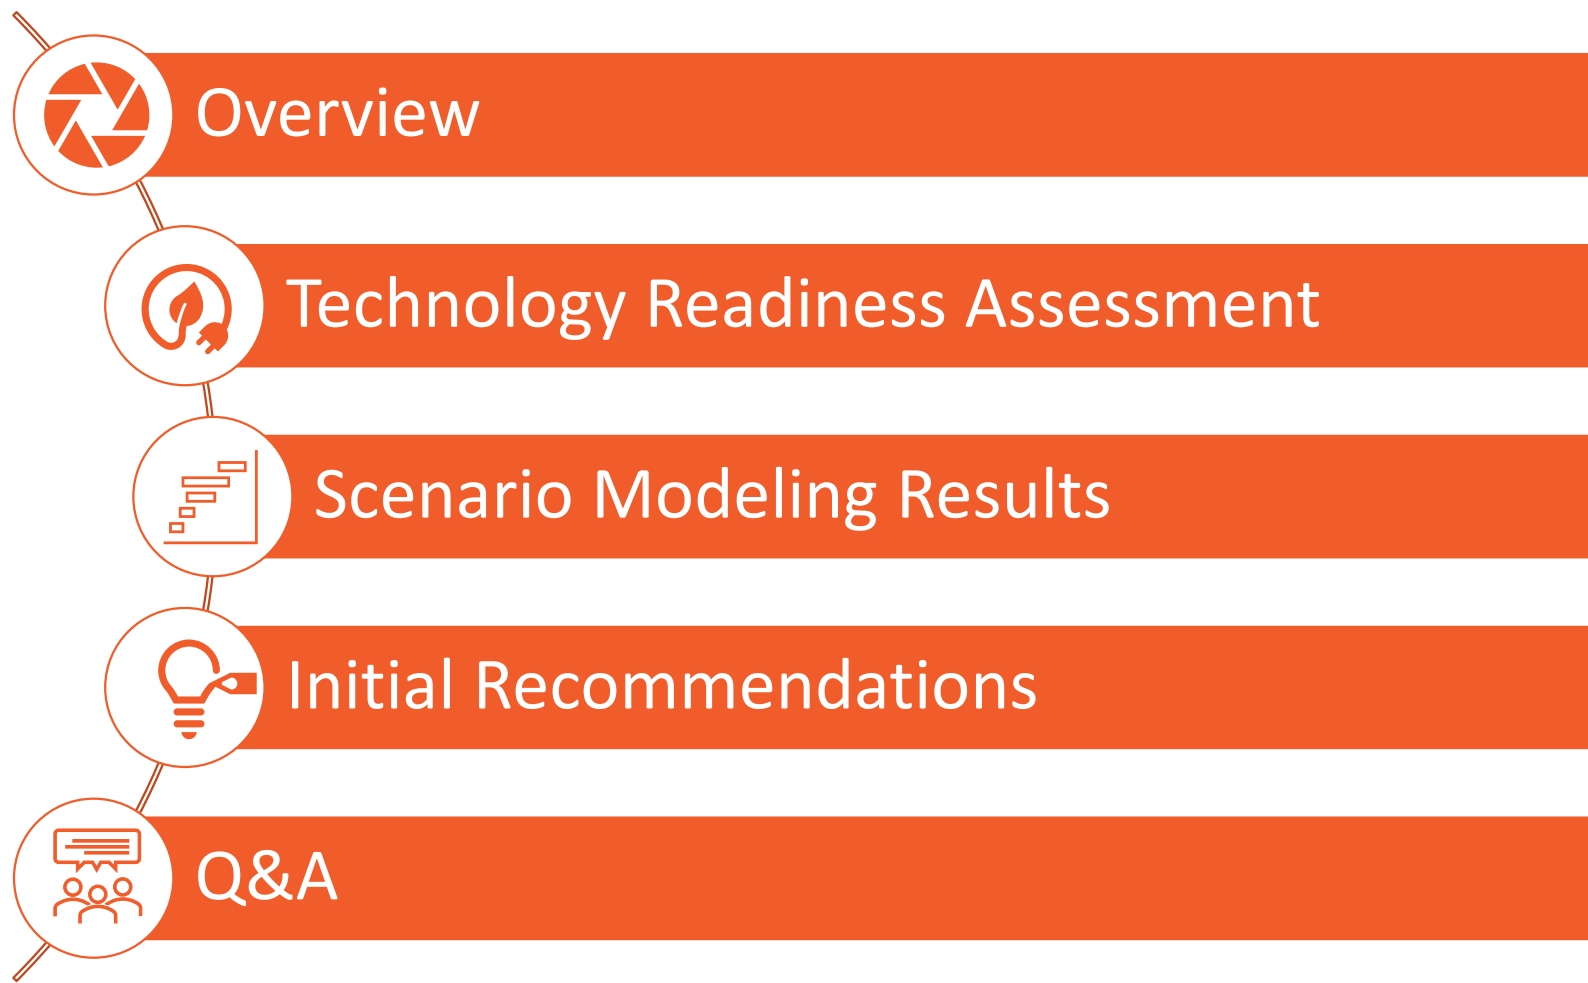 Overview
Technology Readiness Assessment
Scenario Modeling Results
Initial Recommendations
Q&A